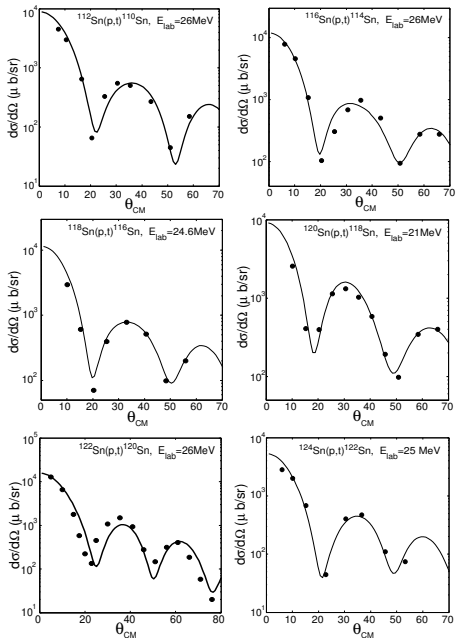 ¹¹²Sn(p,t)¹¹⁰Sn, E_lab=26MeV
dσ/dΩ (μ b/sr)
10⁴
10³
10²
10¹
0 10 20 30 40 50 60 70
θ_CM
¹¹⁶Sn(p,t)¹¹⁴Sn, E_lab=26MeV
dσ/dΩ (μ b/sr)
10⁴
10³
10²
0 10 20 30 40 50 60 70
θ_CM
¹¹⁸Sn(p,t)¹¹⁶Sn, E_lab=24.6MeV
dσ/dΩ (μ b/sr)
10⁴
10³
10²
0 10 20 30 40 50 60 70
θ_CM
¹²⁰Sn(p,t)¹¹⁸Sn, E_lab=21MeV
dσ/dΩ (μ b/sr)
10⁴
10³
10²
0 10 20 30 40 50 60 70
θ_CM
¹²²Sn(p,t)¹²⁰Sn, E_lab=26MeV
dσ/dΩ (μ b/sr)
10⁵
10⁴
10³
10²
10¹
0 10 20 30 40 50 60 70 80
θ_CM
¹²⁴Sn(p,t)¹²²Sn, E_lab=25 MeV
dσ/dΩ (μ b/sr)
10⁴
10³
10²
10¹
0 10 20 30 40 50 60 70
θ_CM